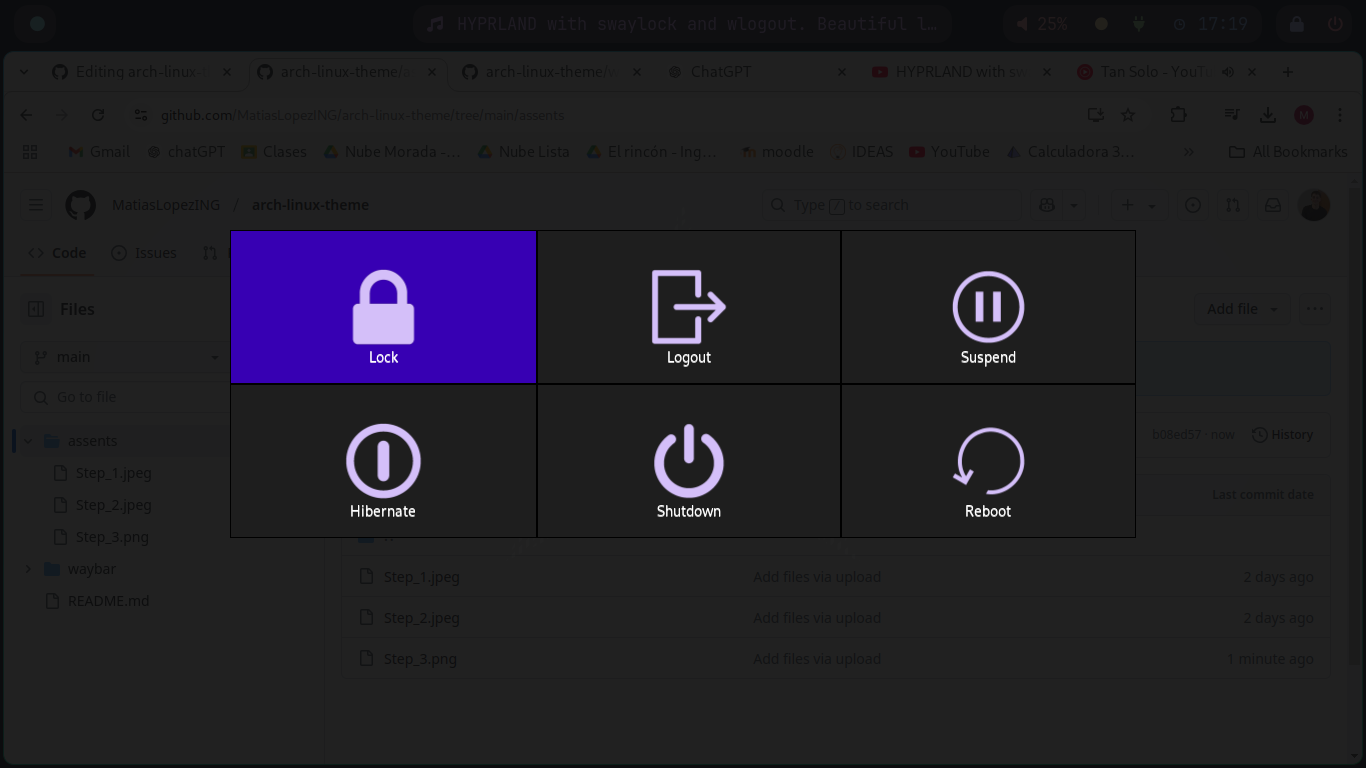 HYPRLAND with swaylock and wlogout. Beautiful l… 25% 17:19
Editing arch-linux-t arch-linux-theme/a arch-linux-theme/ ChatGPT HYPRLAND with sw Tan Solo - YouT
github.com/MatiasLopezING/arch-linux-theme/tree/main/assents M
Gmail chatGPT Clases Nube Morada -… Nube Lista El rincón - Ing… moodle IDEAS YouTube Calculadora 3… » All Bookmarks
MatiasLopezING / arch-linux-theme Type / to search
Code Issues
Files Add file
main
Go to file
Lock Logout Suspend
Hibernate Shutdown Reboot
b08ed57 · now History
Last commit date
assents
Step_1.jpeg
Step_2.jpeg
Step_3.png
waybar
README.md
..
Step_1.jpeg Add files via upload 2 days ago
Step_2.jpeg Add files via upload 2 days ago
Step_3.png Add files via upload 1 minute ago